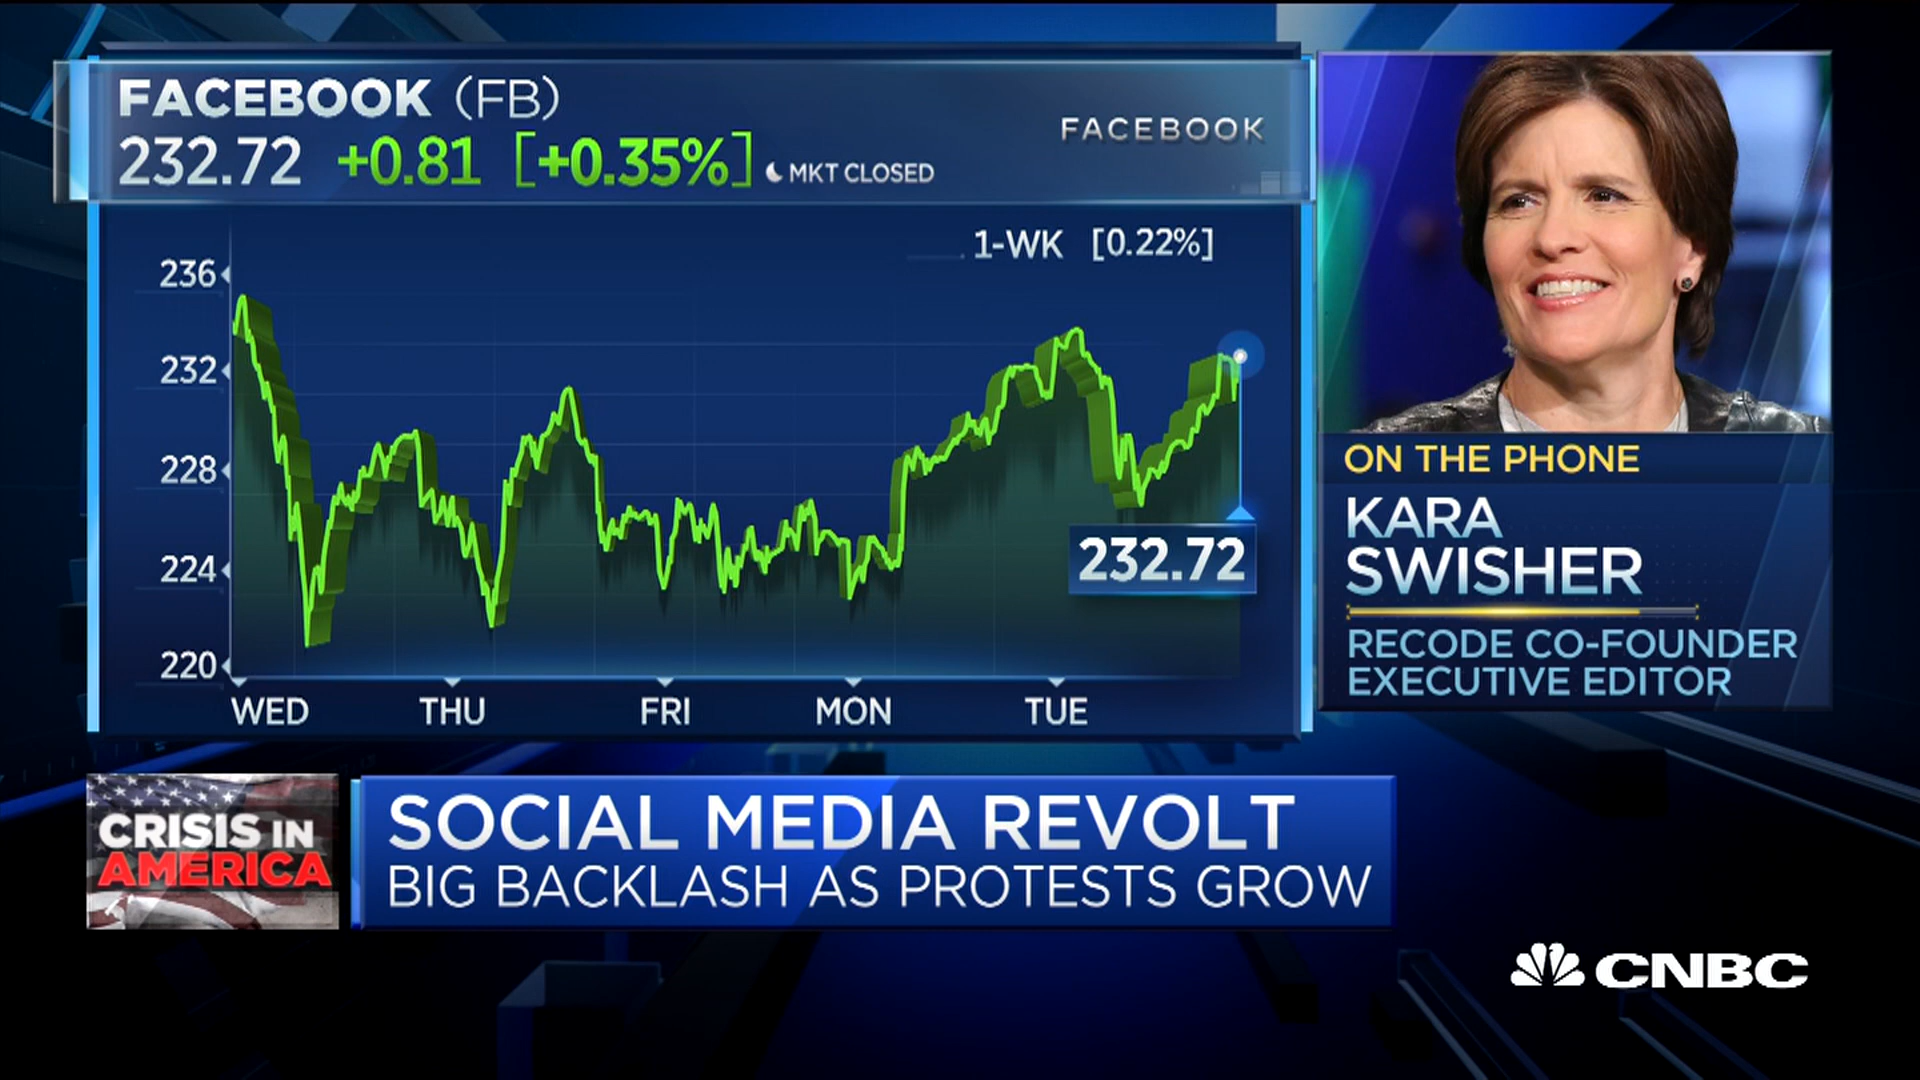 FACEBOOK (FB)
232.72 +0.81 [+0.35%] MKT CLOSED
FACEBOOK
1-WK [0.22%]
236
232
228
224
220
232.72
WED THU FRI MON TUE
ON THE PHONE
KARA
SWISHER
RECODE CO-FOUNDER
EXECUTIVE EDITOR
CRISIS IN
AMERICA
SOCIAL MEDIA REVOLT
BIG BACKLASH AS PROTESTS GROW
CNBC